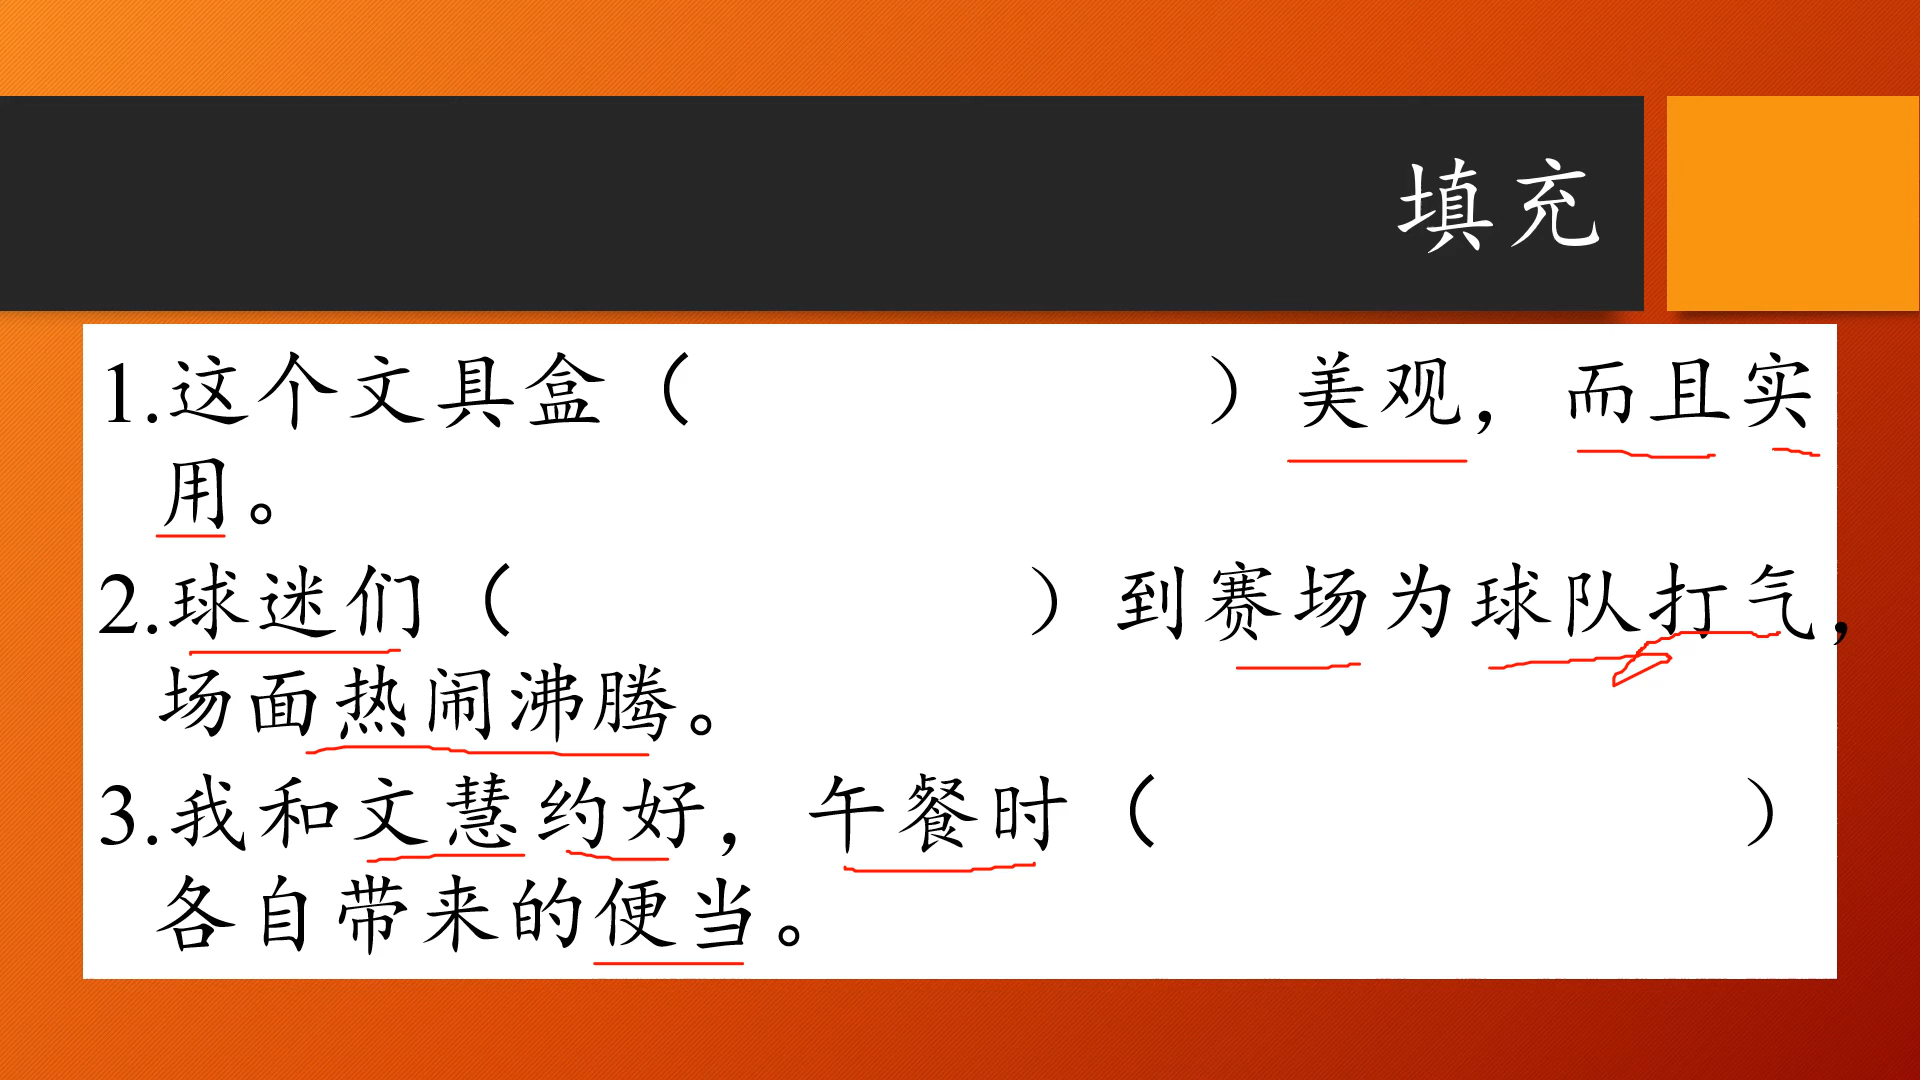 填充
1.这个文具盒（ ）美观，而且实
用。
2.球迷们（ ）到赛场为球队打气，
场面热闹沸腾。
3.我和文慧约好，午餐时（ ）
各自带来的便当。